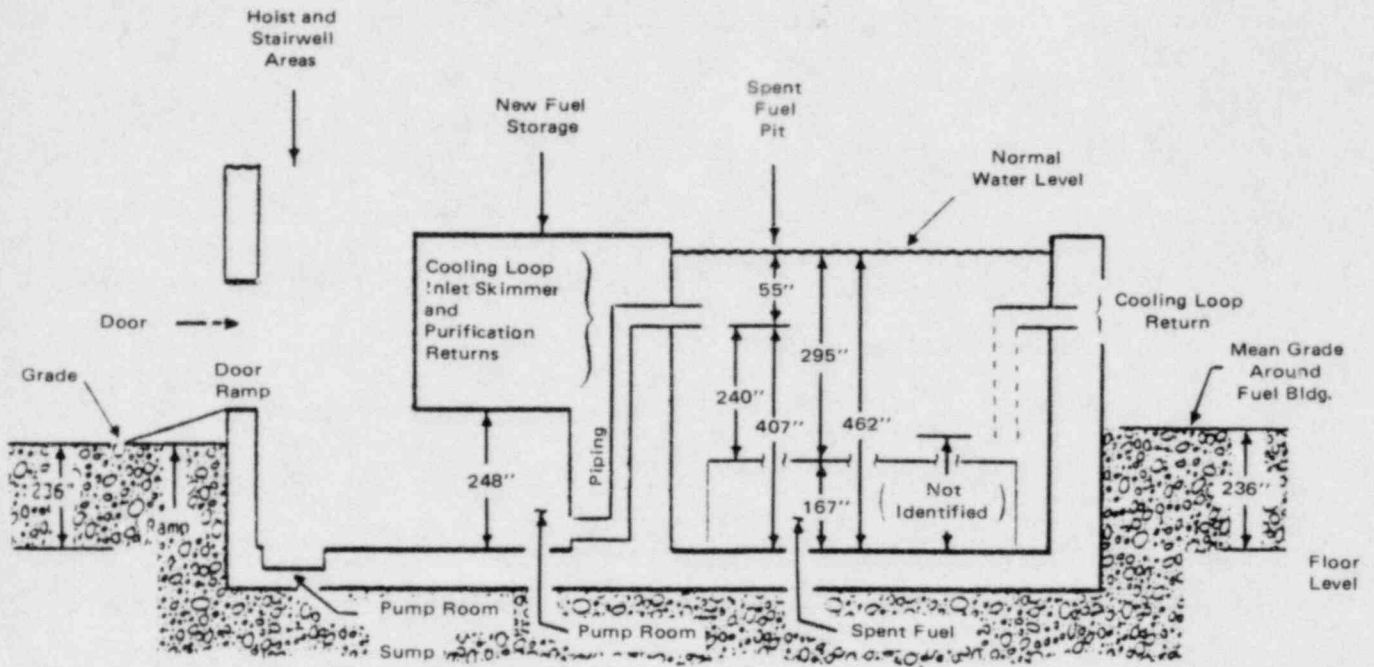 Hoist and
Stairwell
Areas
New Fuel
Storage
Spent
Fuel
Pit
Normal
Water Level
Cooling Loop
Inlet Skimmer
and
Purification
Returns
55"
Door
Cooling Loop
Return
295"
Grade
Door
Ramp
Mean Grade
Around
Fuel Bldg.
240"
407"
462"
Piping
248"
236
Ramp
167"
Not
Identified
236"
Floor
Level
Pump Room
Sump
Pump Room
Spent Fuel